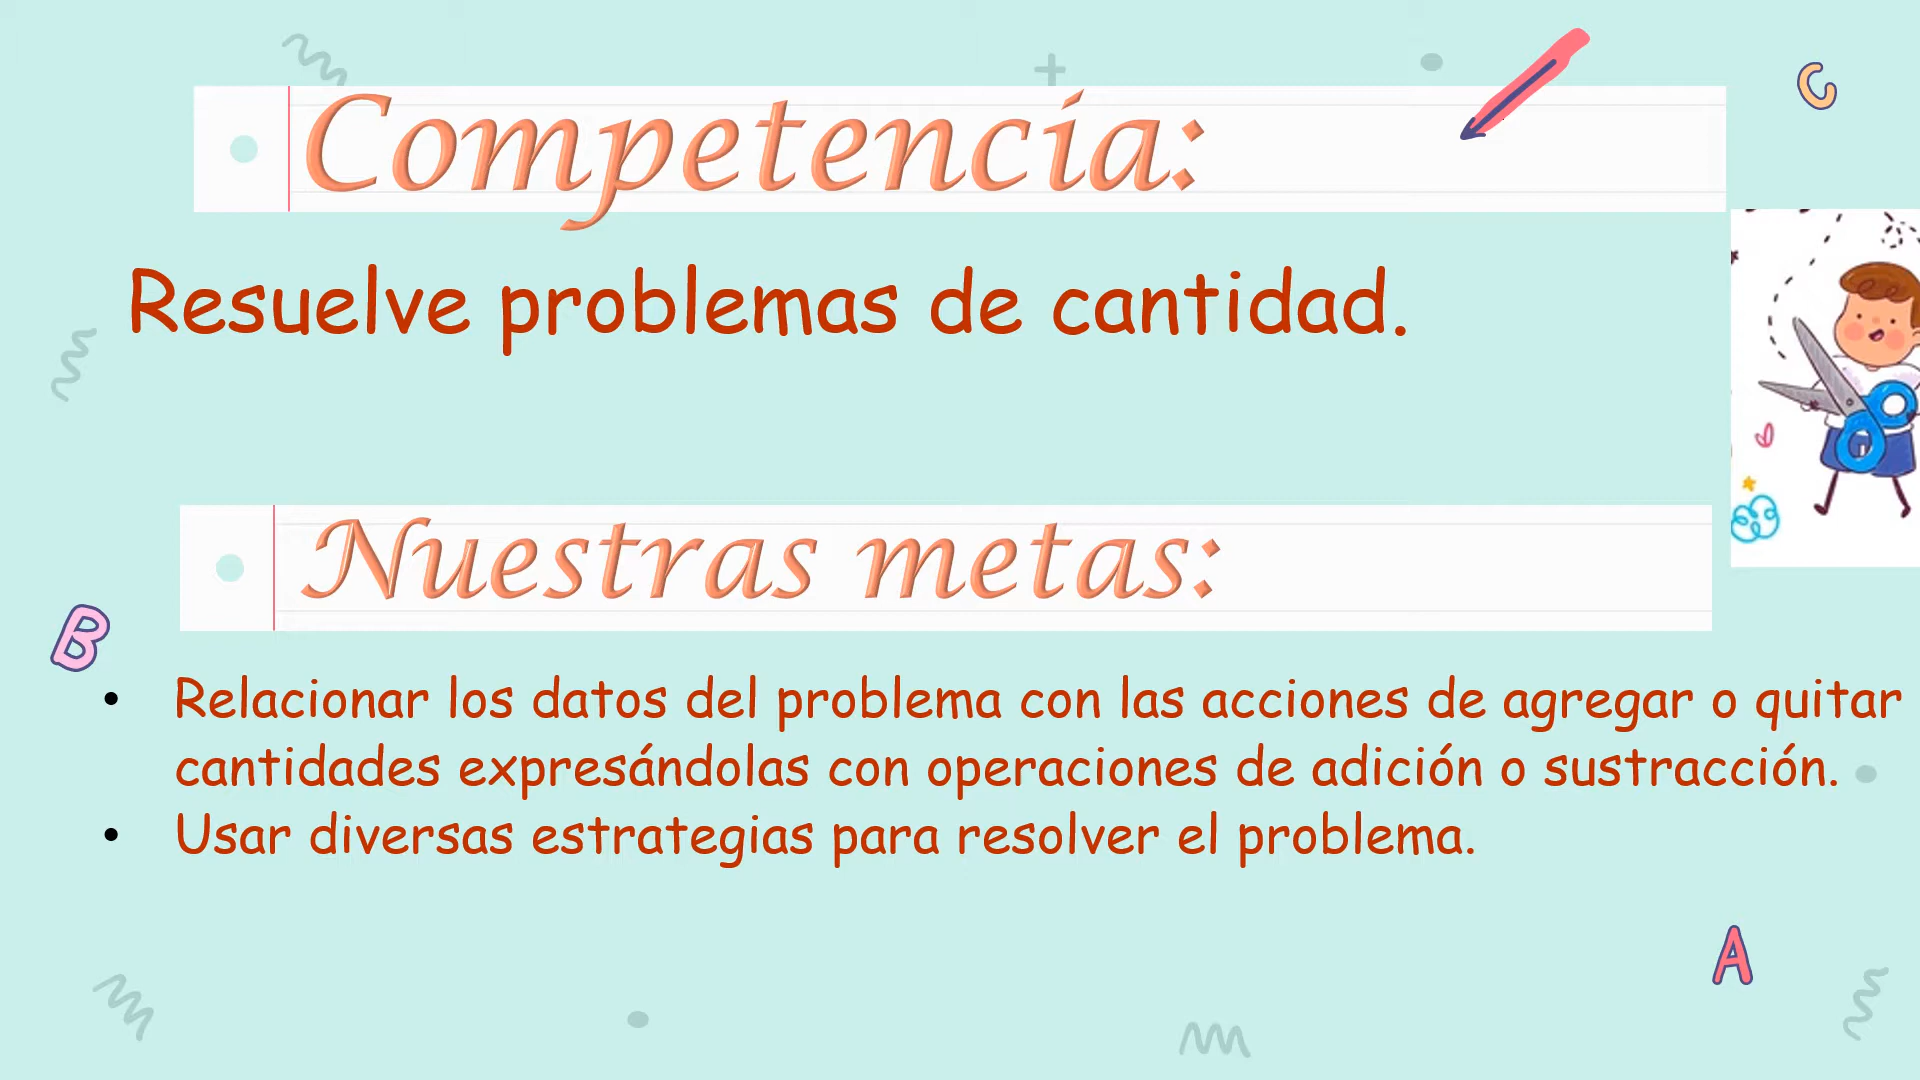 C
Competencia:
Resuelve problemas de cantidad.
Nuestras metas:
B
• Relacionar los datos del problema con las acciones de agregar o quitar
cantidades expresándolas con operaciones de adición o sustracción.
• Usar diversas estrategias para resolver el problema.
A